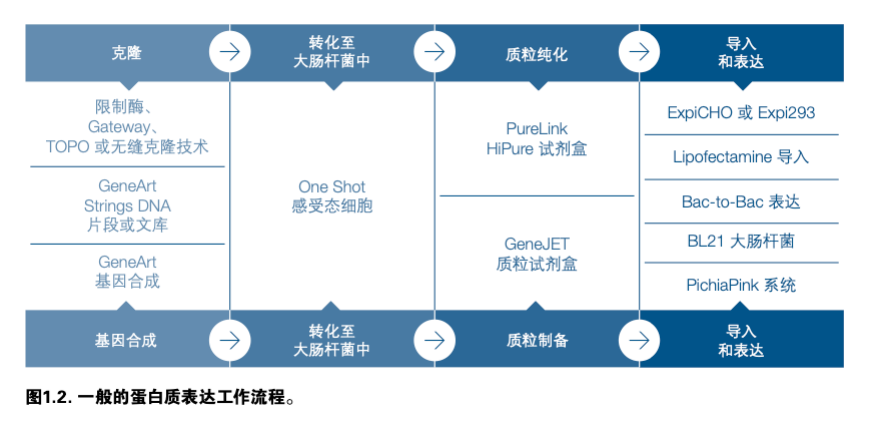 克隆
转化至
大肠杆菌中
质粒纯化
导入
和表达
限制酶、
Gateway、
TOPO 或无缝克隆技术
GeneArt
Strings DNA
片段或文库
GeneArt
基因合成
One Shot
感受态细胞
PureLink
HiPure 试剂盒
GeneJET
质粒试剂盒
ExpiCHO 或 Expi293
Lipofectamine 导入
Bac-to-Bac 表达
BL21 大肠杆菌
PichiaPink 系统
基因合成
转化至
大肠杆菌中
质粒制备
导入
和表达
图1.2. 一般的蛋白质表达工作流程。